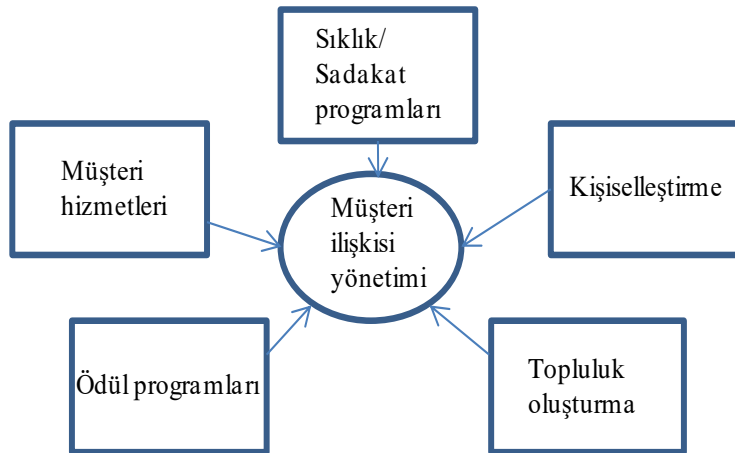 Sıklık/
Sadakat
programları
Müşteri
hizmetleri
Kişiselleştirme
Müşteri
ilişkisi
yönetimi
Ödül programları
Topluluk
oluşturma